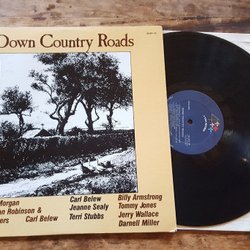 Down Country Roads
Morgan
n Robinson &
ers Carl Belew
Carl Belew
Jeanne Sealy
Terri Stubbs
Billy Armstrong
Tommy Jones
Jerry Wallace
Darnell Miller